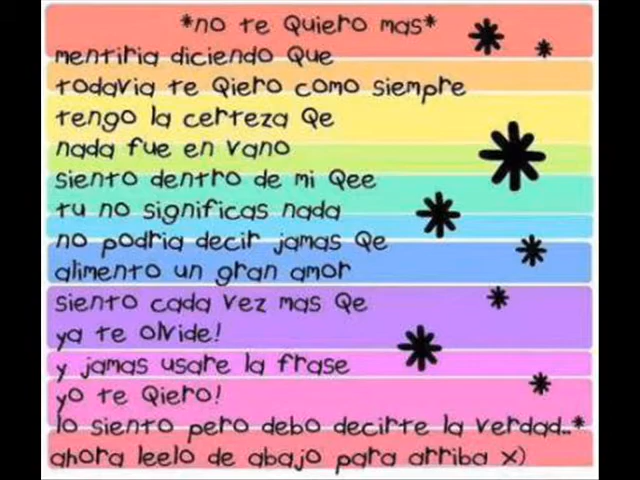 *no te Quiero mas*
mentiria diciendo Que
todavia te Qiero como siempre
tengo la certeza Qe
nada fue en vano
siento dentro de mi Qee
tu no significas nada
no podria decir jamas Qe
alimento un gran amor
siento cada vez mas Qe
ya te olvide!
y jamas usare la frase
yo te Qiero!
lo siento pero debo decirte la verdad..*
ahora leelo de abajo para arriba x)